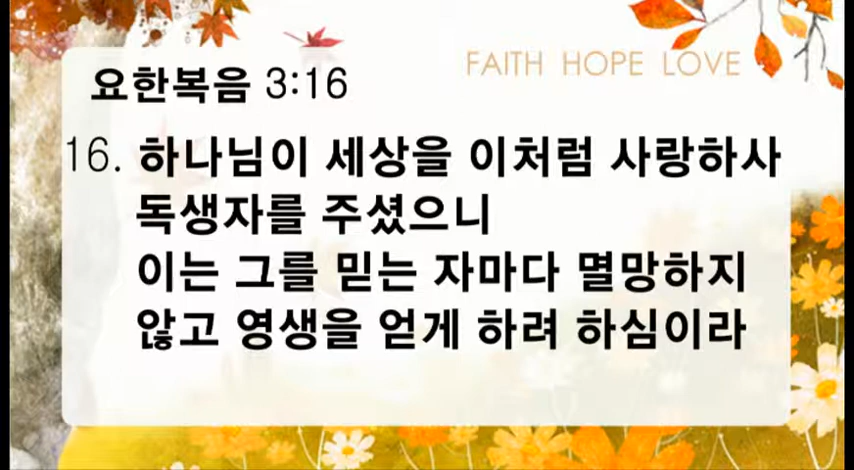 FAITH HOPE LOVE
요한복음 3:16
16. 하나님이 세상을 이처럼 사랑하사
독생자를 주셨으니
이는 그를 믿는 자마다 멸망하지
않고 영생을 얻게 하려 하심이라